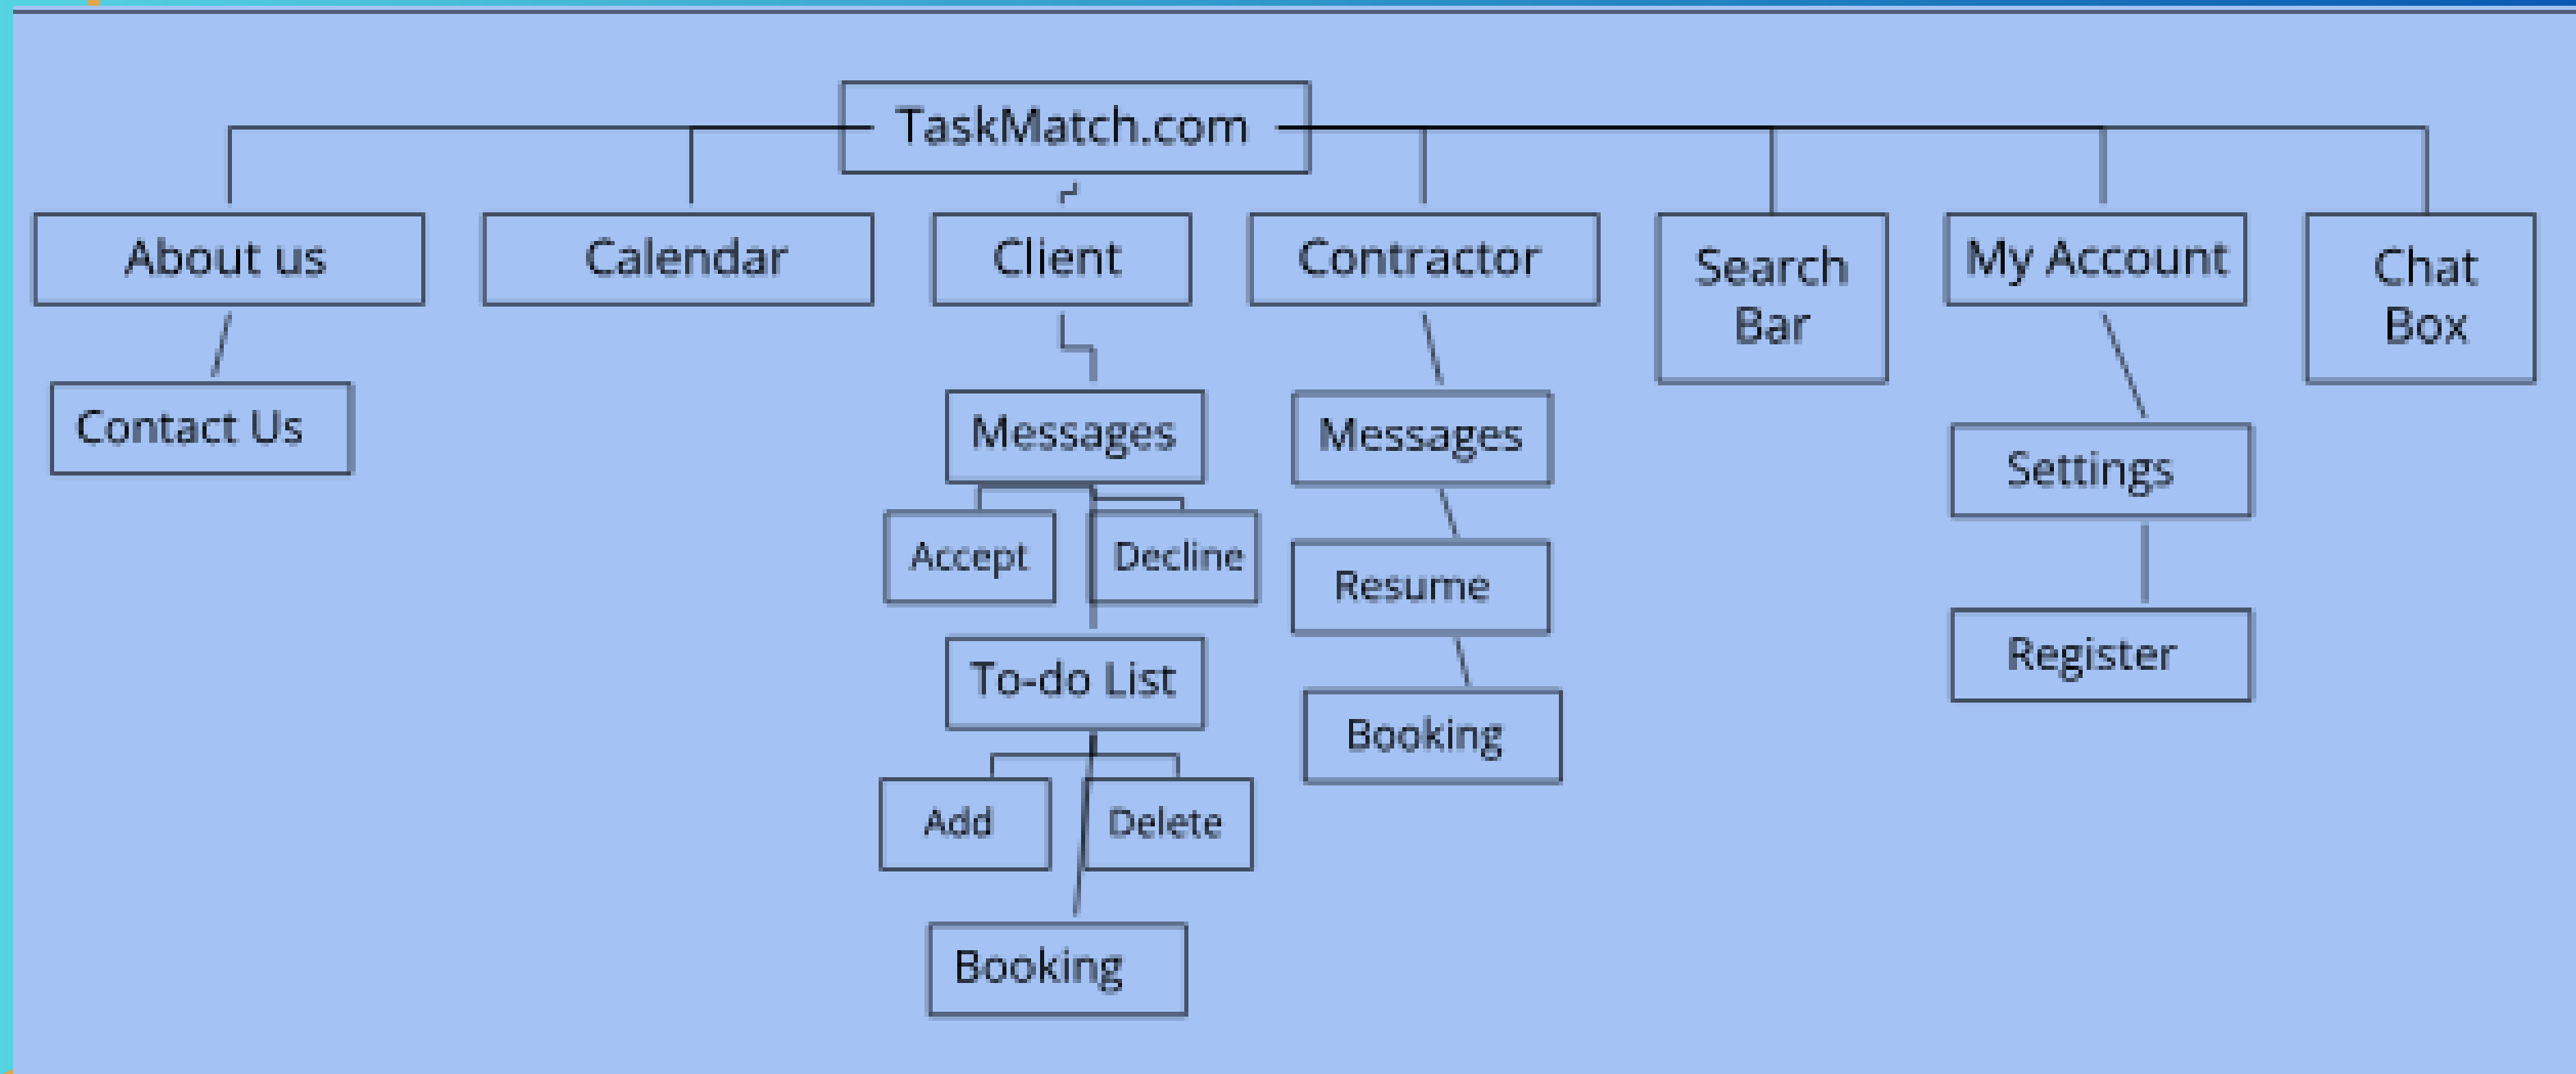 TaskMatch.com
About us
Calendar
Client
Contractor
Search
Bar
My Account
Chat
Box
Contact Us
Messages
Messages
Settings
Accept
Decline
Resume
To-do List
Register
Booking
Add
Delete
Booking